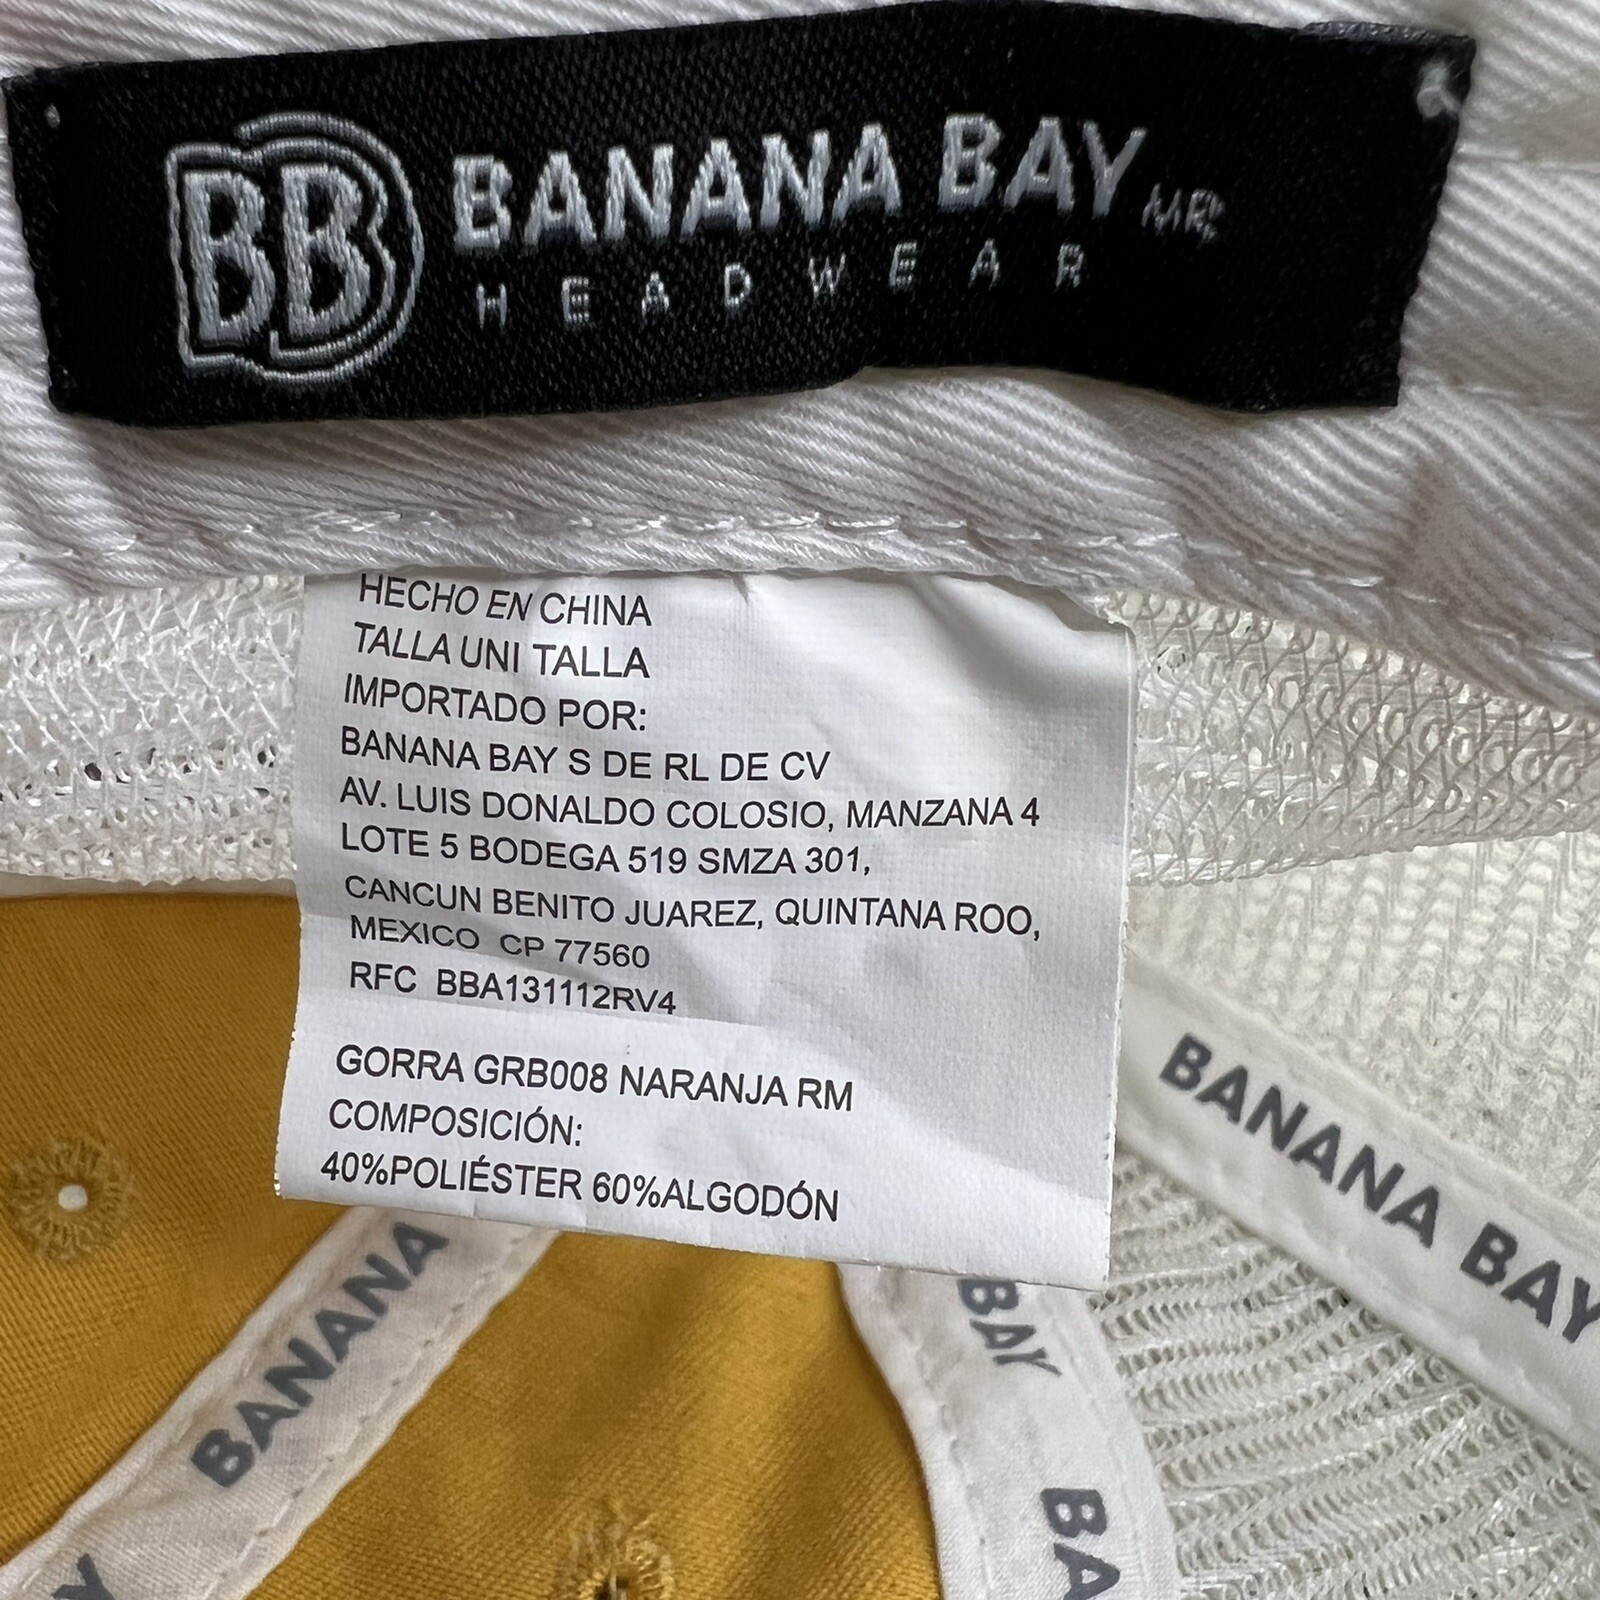 BB BANANA BAY MR
HEADWEAR
HECHO EN CHINA
TALLA UNI TALLA
IMPORTADO POR:
BANANA BAY S DE RL DE CV
AV. LUIS DONALDO COLOSIO, MANZANA 4
LOTE 5 BODEGA 519 SMZA 301,
CANCUN BENITO JUAREZ, QUINTANA ROO,
MEXICO CP 77560
RFC BBA131112RV4
GORRA GRB008 NARANJA RM
COMPOSICIÓN:
40%POLIÉSTER 60%ALGODÓN
BANANA BAY
BANANA
BAY
BA
Y